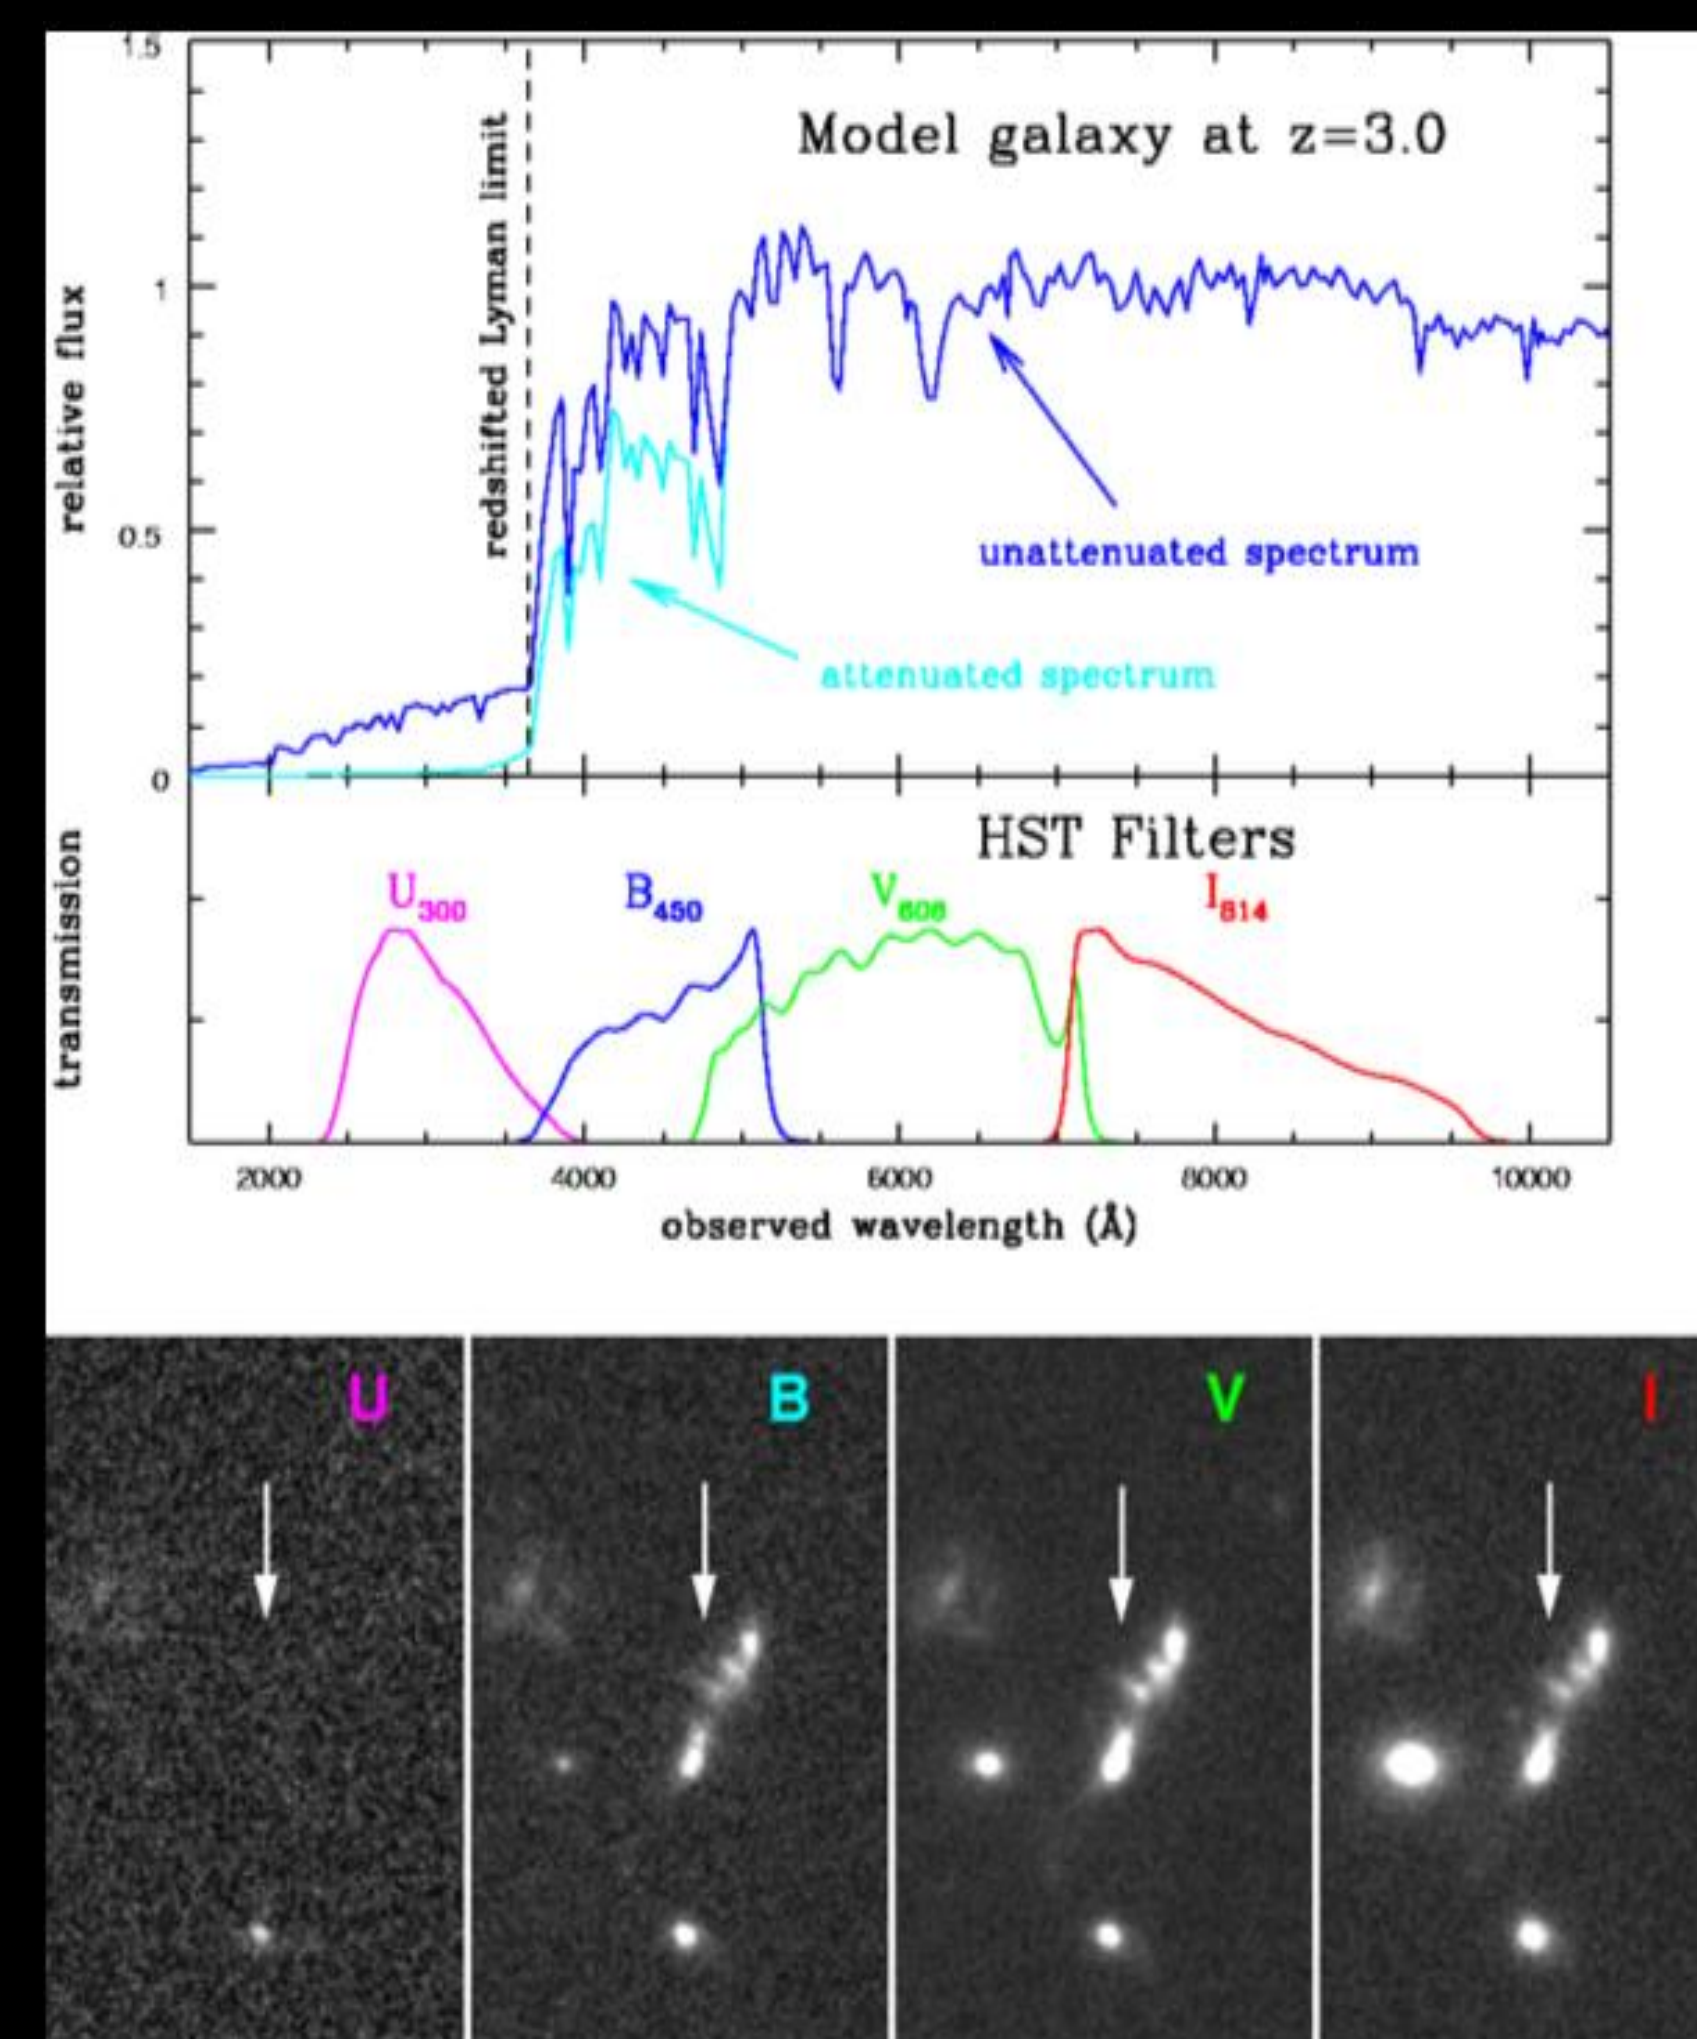 1.5
Model galaxy at z=3.0
redshifted Lyman limit
1
relative flux
0.5
unattenuated spectrum
attenuated spectrum
0
HST Filters
transmission
U300
B450
V606
I814
2000
4000
6000
8000
10000
observed wavelength (Å)
U
B
V
I